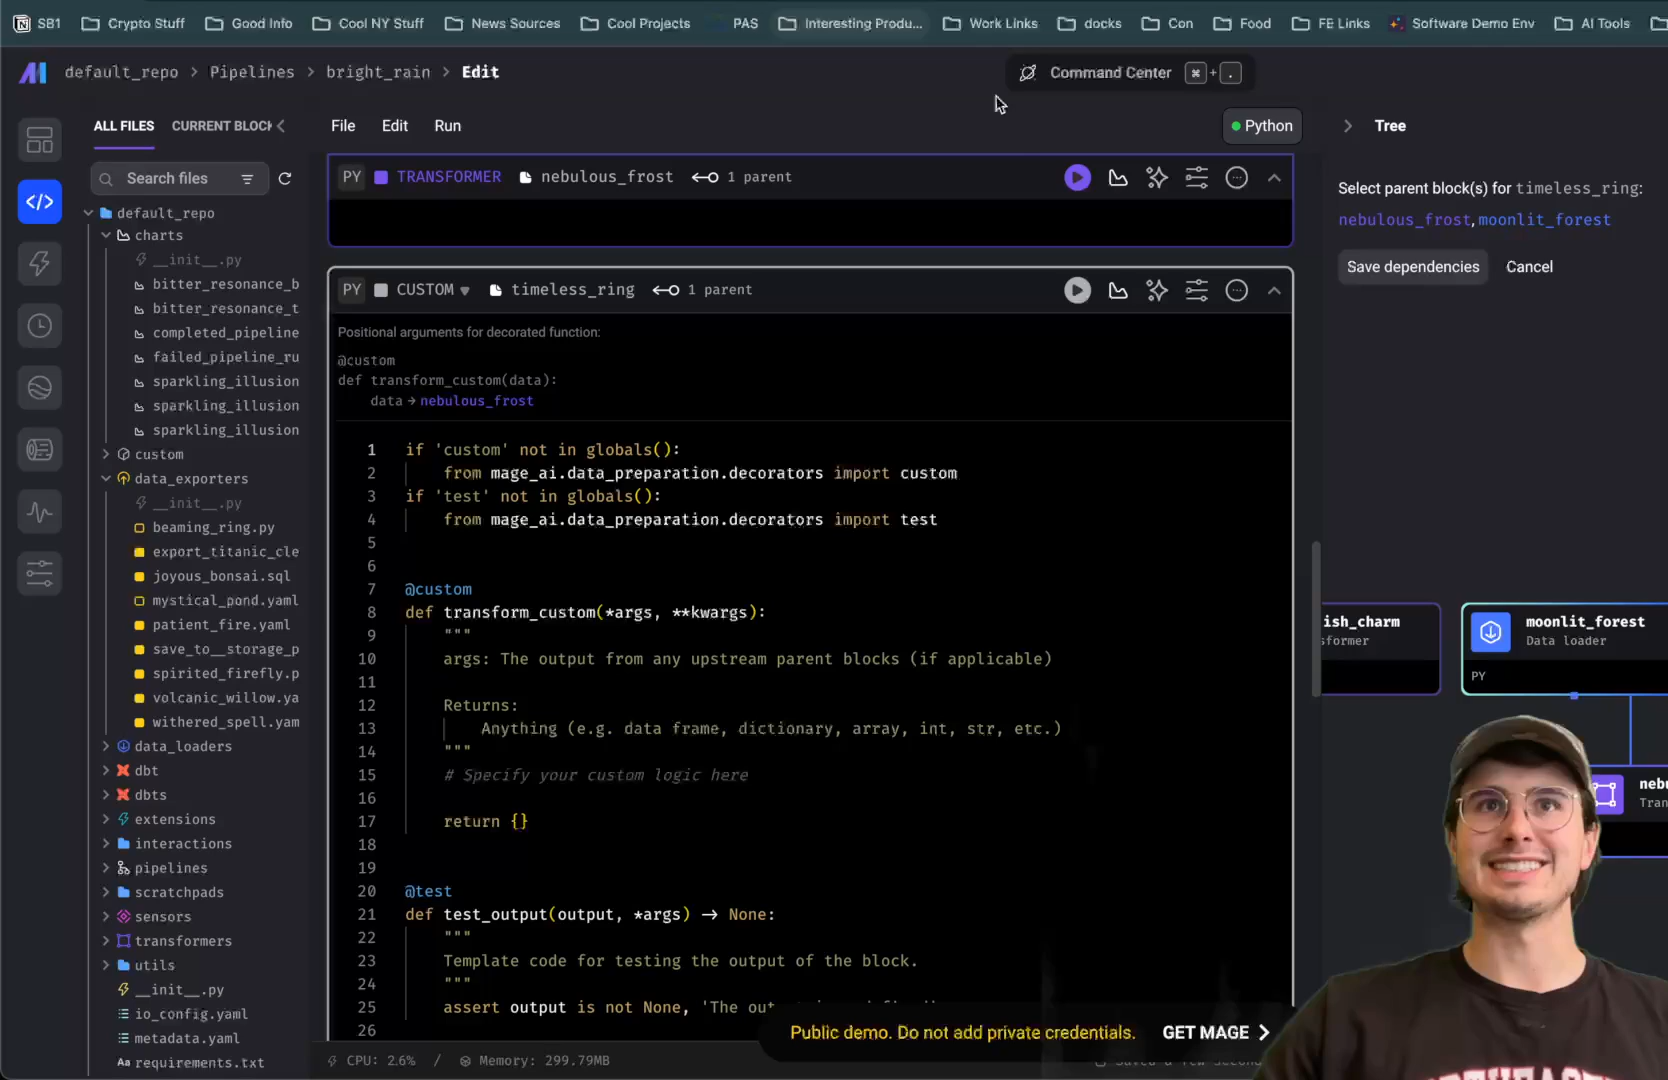 SB1 Crypto Stuff Good Info Cool NY Stuff News Sources Cool Projects PAS Interesting Produ... Work Links docks Con Food FE Links Software Demo Env AI Tools
default_repo > Pipelines > bright_rain > Edit
Command Center ⌘ + .
ALL FILES CURRENT BLOCK
File Edit Run
Python
Tree
Search files
default_repo
charts
__init__.py
bitter_resonance_b
bitter_resonance_t
completed_pipeline
failed_pipeline_ru
sparkling_illusion
sparkling_illusion
sparkling_illusion
custom
data_exporters
__init__.py
beaming_ring.py
export_titanic_cle
joyous_bonsai.sql
mystical_pond.yaml
patient_fire.yaml
save_to__storage_p
spirited_firefly.p
volcanic_willow.ya
withered_spell.yam
data_loaders
dbt
dbts
extensions
interactions
pipelines
scratchpads
sensors
transformers
utils
__init__.py
io_config.yaml
metadata.yaml
Aa requirements.txt
PY TRANSFORMER nebulous_frost 1 parent
PY CUSTOM timeless_ring 1 parent
Positional arguments for decorated function:
@custom
def transform_custom(data):
data → nebulous_frost
1 if 'custom' not in globals():
2 from mage_ai.data_preparation.decorators import custom
3 if 'test' not in globals():
4 from mage_ai.data_preparation.decorators import test
5
6
7 @custom
8 def transform_custom(*args, **kwargs):
9 """
10 args: The output from any upstream parent blocks (if applicable)
11
12 Returns:
13 Anything (e.g. data frame, dictionary, array, int, str, etc.)
14 """
15 # Specify your custom logic here
16
17 return {}
18
19
20 @test
21 def test_output(output, *args) -> None:
22 """
23 Template code for testing the output of the block.
24 """
25 assert output is not None, 'The
26
Public demo. Do not add private credentials. GET MAGE
CPU: 2.6% / Memory: 299.79MB
Select parent block(s) for timeless_ring:
nebulous_frost,moonlit_forest
Save dependencies Cancel
ish_charm
sformer
moonlit_forest
Data loader
PY
nebu
Tran